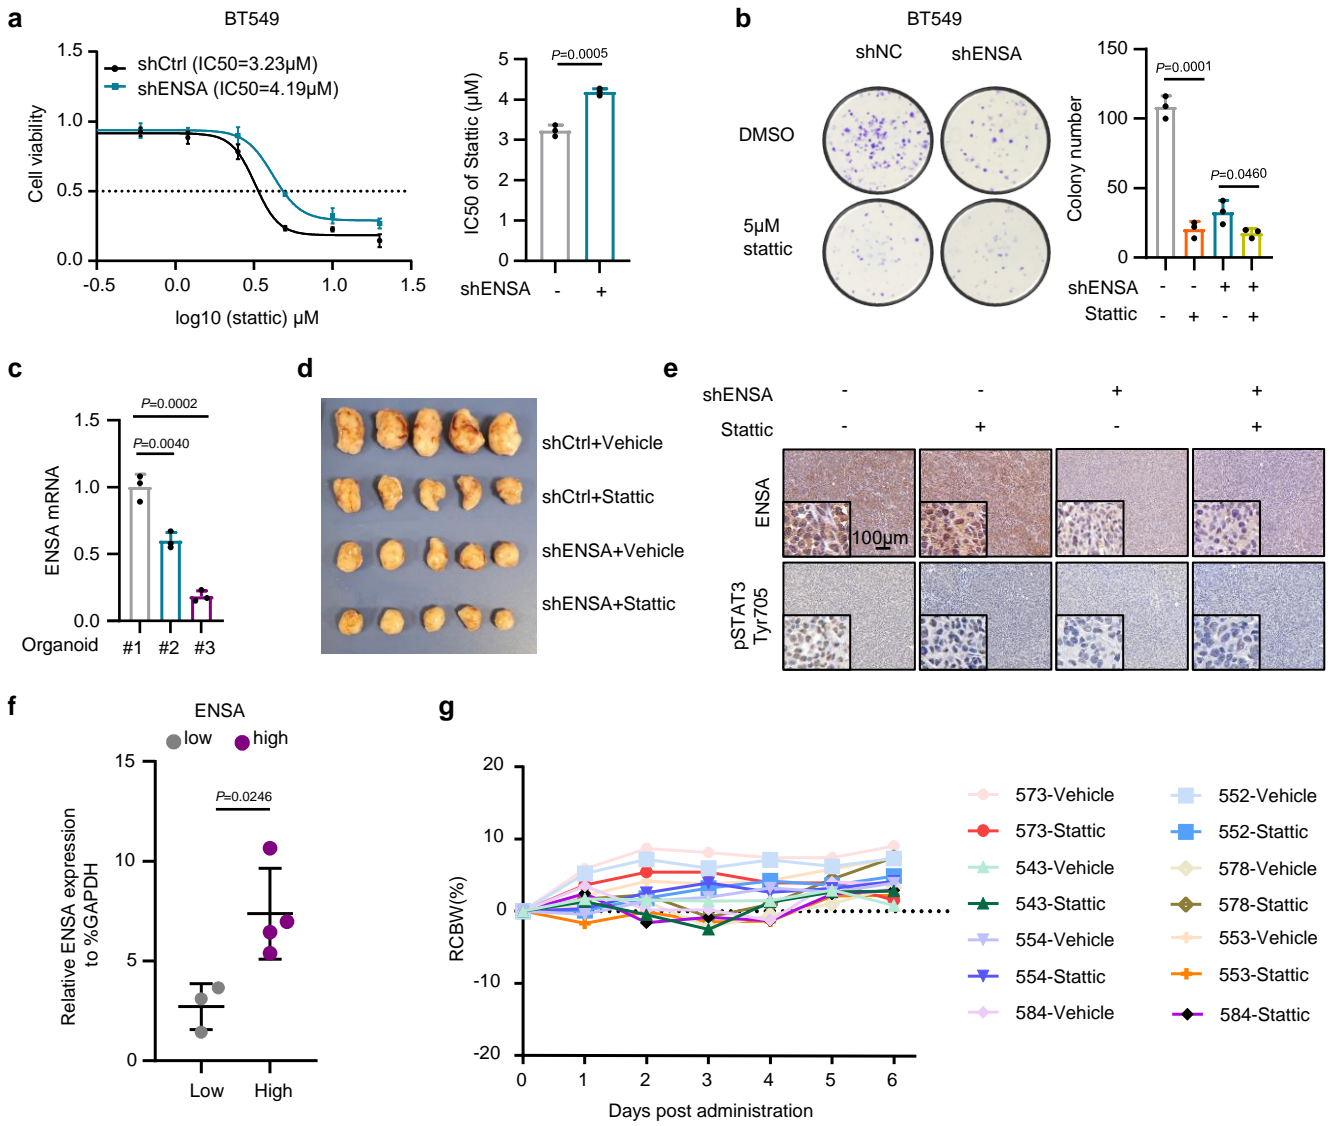 a
BT549
1.5
1.0
0.5
0.0
Cell viability
shCtrl (IC50=3.23μM)
shENSA (IC50=4.19μM)
-0.5 0.0 0.5 1.0 1.5
log10 (stattic) μM
IC50 of Stattic (μM)
5
4
3
2
1
0
P=0.0005
shENSA - +
b
BT549
shNC shENSA
DMSO
5μM
stattic
Colony number
150
100
50
0
P=0.0001
P=0.0460
shENSA - - + +
Stattic - + - +
c
ENSA mRNA
1.5
1.0
0.5
0.0
P=0.0002
P=0.0040
Organoid #1 #2 #3
d
shCtrl+Vehicle
shCtrl+Stattic
shENSA+Vehicle
shENSA+Stattic
e
shENSA - - + +
Stattic - + - +
ENSA
100μm
pSTAT3
Tyr705
f
ENSA
low high
Relative ENSA expression
to %GAPDH
15
10
5
0
P=0.0246
Low High
g
RCBW(%)
20
10
0
-10
-20
0 1 2 3 4 5 6
Days post administration
573-Vehicle
573-Stattic
543-Vehicle
543-Stattic
554-Vehicle
554-Stattic
584-Vehicle
552-Vehicle
552-Stattic
578-Vehicle
578-Stattic
553-Vehicle
553-Stattic
584-Stattic